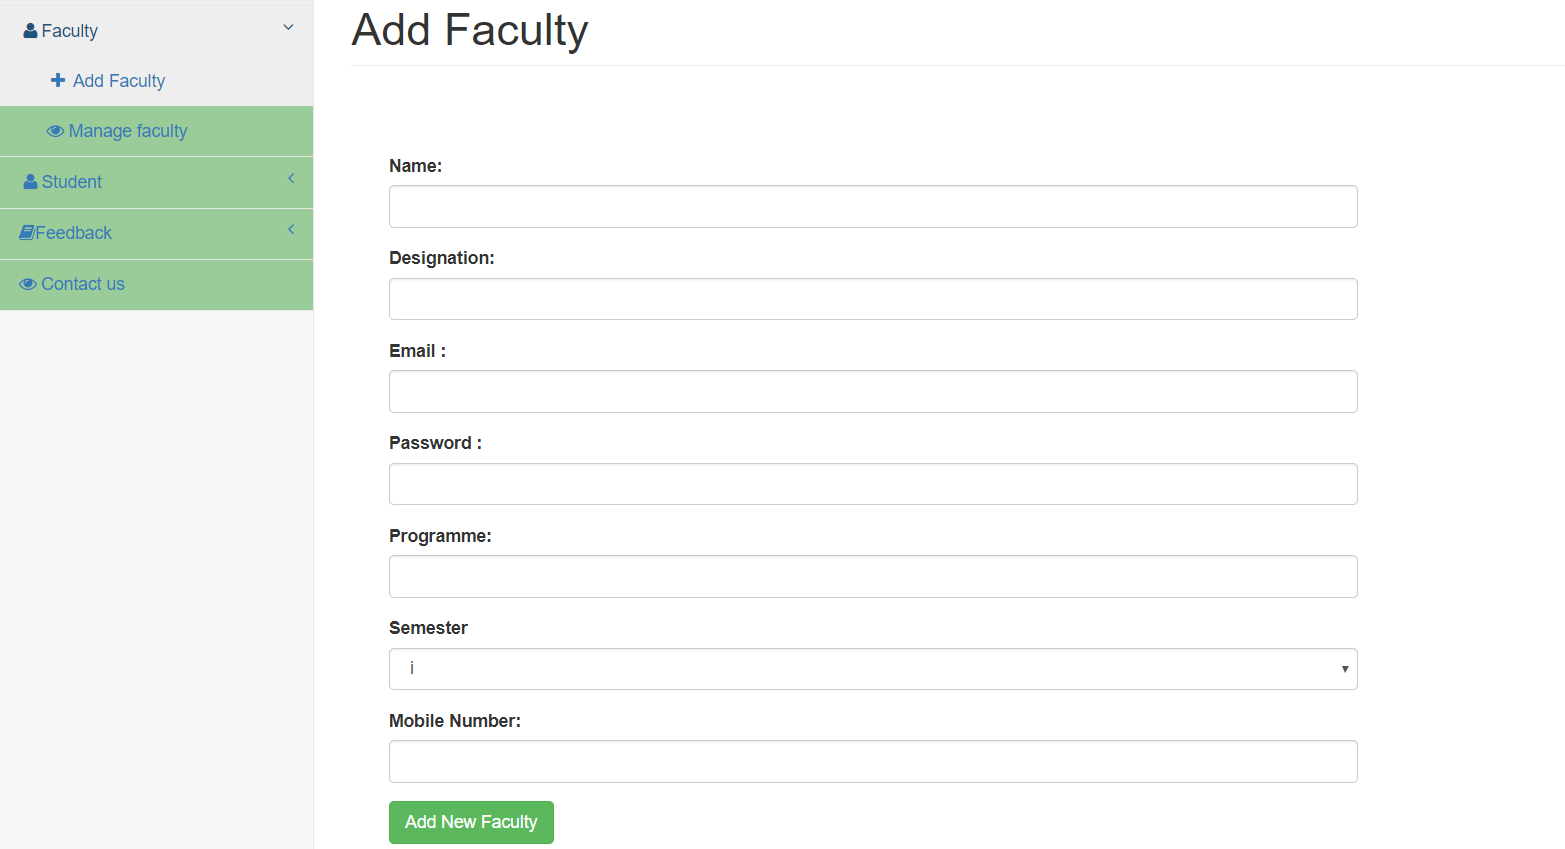 Faculty
Add Faculty
Manage faculty
Student
Feedback
Contact us
Add Faculty
Name:
Designation:
Email :
Password :
Programme:
Semester
i
Mobile Number:
Add New Faculty